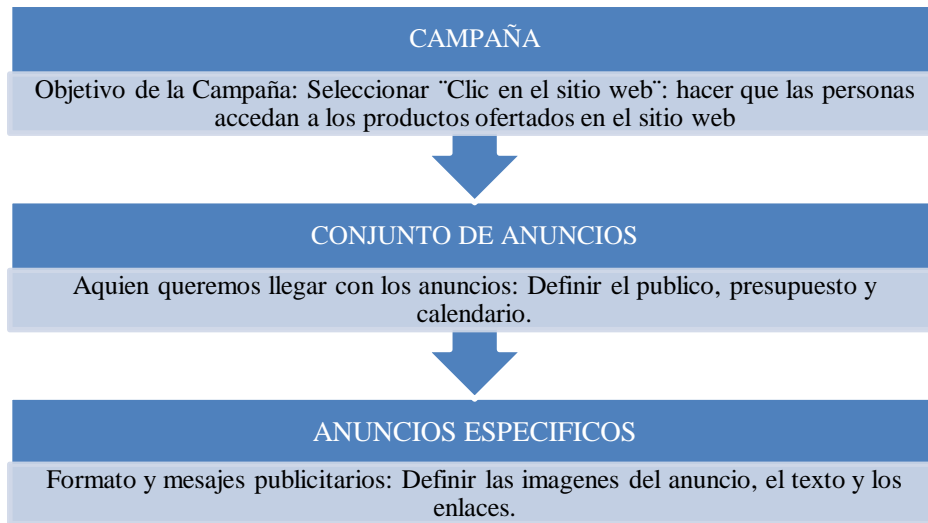 CAMPAÑA
Objetivo de la Campaña: Seleccionar ¨Clic en el sitio web¨: hacer que las personas
accedan a los productos ofertados en el sitio web
CONJUNTO DE ANUNCIOS
Aquien queremos llegar con los anuncios: Definir el publico, presupuesto y
calendario.
ANUNCIOS ESPECIFICOS
Formato y mesajes publicitarios: Definir las imagenes del anuncio, el texto y los
enlaces.